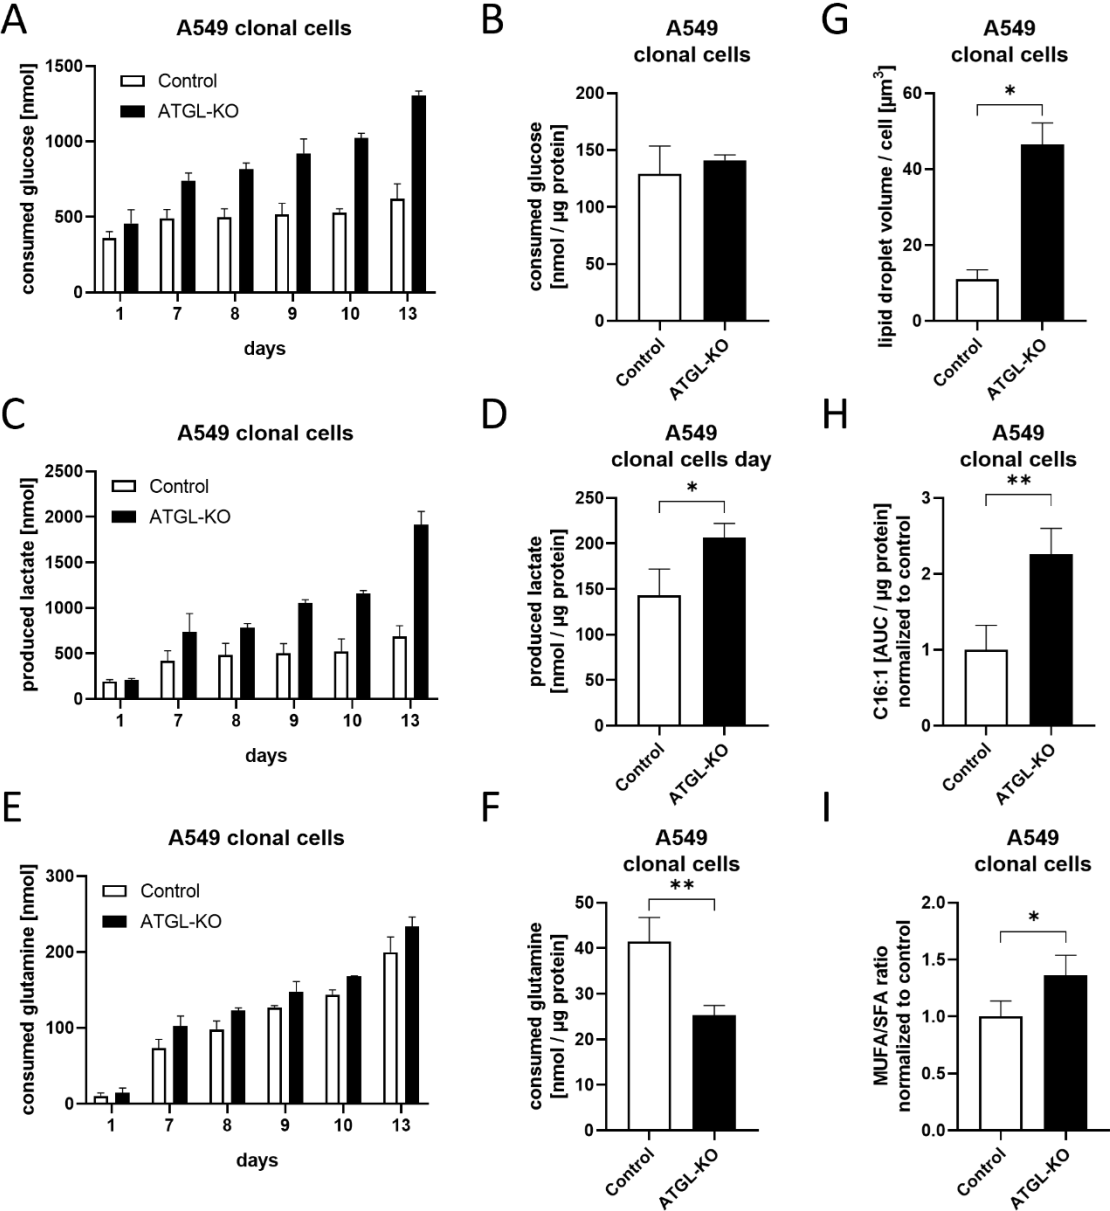 A
A549 clonal cells
consumed glucose [nmol]
1500
1000
500
0
Control
ATGL-KO
1 7 8 9 10 13
days
B
A549
clonal cells
consumed glucose
[nmol / µg protein]
200
150
100
50
0
Control
ATGL-KO
G
A549
clonal cells
lipid droplet volume / cell [µm³]
60
40
20
0
*
Control
ATGL-KO
C
A549 clonal cells
produced lactate [nmol]
2500
2000
1500
1000
500
0
Control
ATGL-KO
1 7 8 9 10 13
days
D
A549
clonal cells day
produced lactate
[nmol / µg protein]
250
200
150
100
50
0
*
Control
ATGL-KO
H
A549
clonal cells
C16:1 [AUC / µg protein]
normalized to control
3
2
1
0
**
Control
ATGL-KO
E
A549 clonal cells
consumed glutamine [nmol]
300
200
100
0
Control
ATGL-KO
1 7 8 9 10 13
days
F
A549
clonal cells
consumed glutamine
[nmol / µg protein]
50
40
30
20
10
0
**
Control
ATGL-KO
I
A549
clonal cells
MUFA/SFA ratio
normalized to control
2.0
1.5
1.0
0.5
0.0
*
Control
ATGL-KO